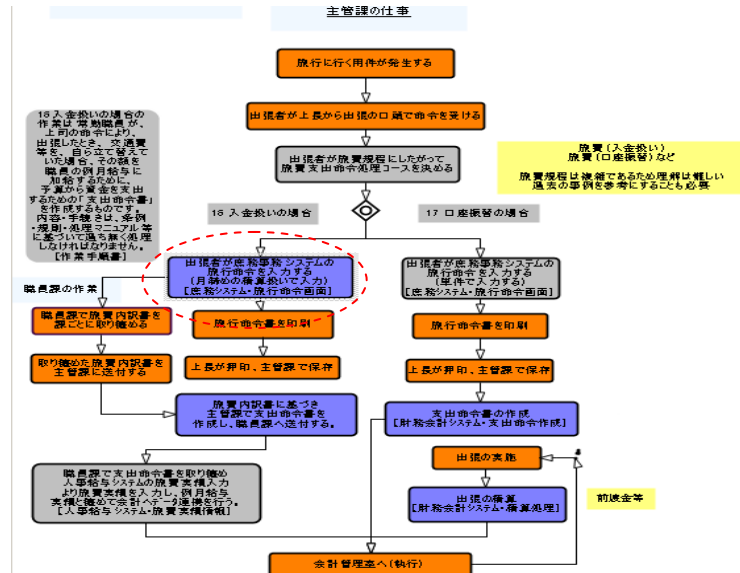 主管課の仕事
旅行に行く用件が発生する
出張者が上長から出張の口頭で命令を受ける
出張者が旅費規程にしたがって
旅費支出命令処理コースを決める
16入金扱いの場合の
作業は常勤職員が、
上司の命令により、
出張したとき、交通費
等を、自ら立て替えて
いた場合、その額を
職員の例月給与に
加給するために、
予算から資金を支出
するための「支出命令書」
を作成するものです。
内容・手続きは、条例
・規則・処理マニュアル等
に基づいて過ち無く処理
しなければなりません。
[作業手順書]
旅費(入金扱い)
旅費(口座振替)など
旅費規程は複雑であるため理解は難しい
過去の事例を参考にすることも必要
16 入金扱いの場合
17 口座振替の場合
出張者が庶務事務システムの
旅行命令を入力する
(月締めの積算扱いで入力)
[庶務システム・旅行命令画面]
出張者が庶務事務システムの
旅行命令を入力する
(単件で入力する)
[庶務システム・旅行命令画面]
職員課の作業
職員課で旅費内訳書を
課ごとに取り纏める
旅行命令書を印刷
旅行命令書を印刷
取り纏めた旅費内訳書を
主管課に送付する
上長が押印、主管課で保存
上長が押印、主管課で保存
旅費内訳書に基づき
主管課で支出命令書を
作成し、職員課へ送付する。
支出命令書の作成
[財務会計システム・支出命令作成]
職員課で支出命令書を取り纏め
人事給与システムの旅費実績入力
より旅費実績を入力し、例月給与
実績と纏めて会計へデータ連携を行う。
[人事給与システム・旅費実績情報]
出張の実施
出張の積算
[財務会計システム・積算処理]
前渡金等
会計管理室へ(執行)